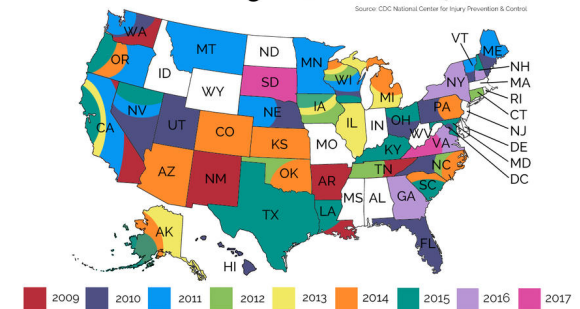 Source: CDC National Center for Injury Prevention & Control
VT
WA
ME
MT
ND
MN
OR
NH
ID
WI
SD
NY
MA
WY
MI
RI
IA
PA
CT
NV
NE
OH
NJ
IL
IN
UT
CA
CO
WV
DE
MO
VA
KS
KY
MD
NC
DC
AZ
OK
TN
NM
AR
SC
MS
AL
GA
TX
LA
AK
FL
HI
2009
2010
2011
2012
2013
2014
2015
2016
2017